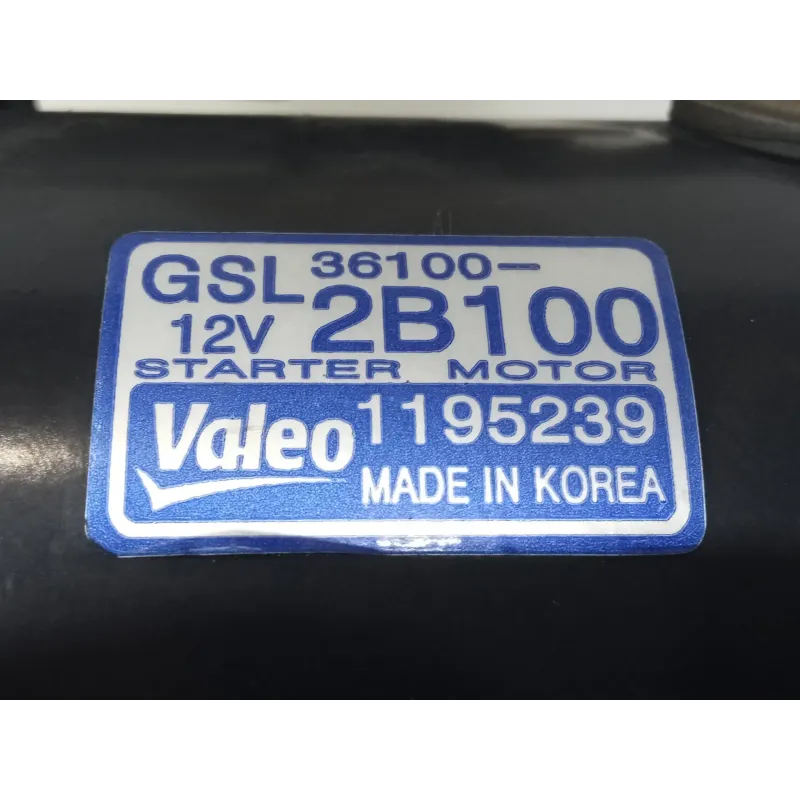 GSL 36100-
12V 2B100
STARTER MOTOR
Valeo 1195239
MADE IN KOREA